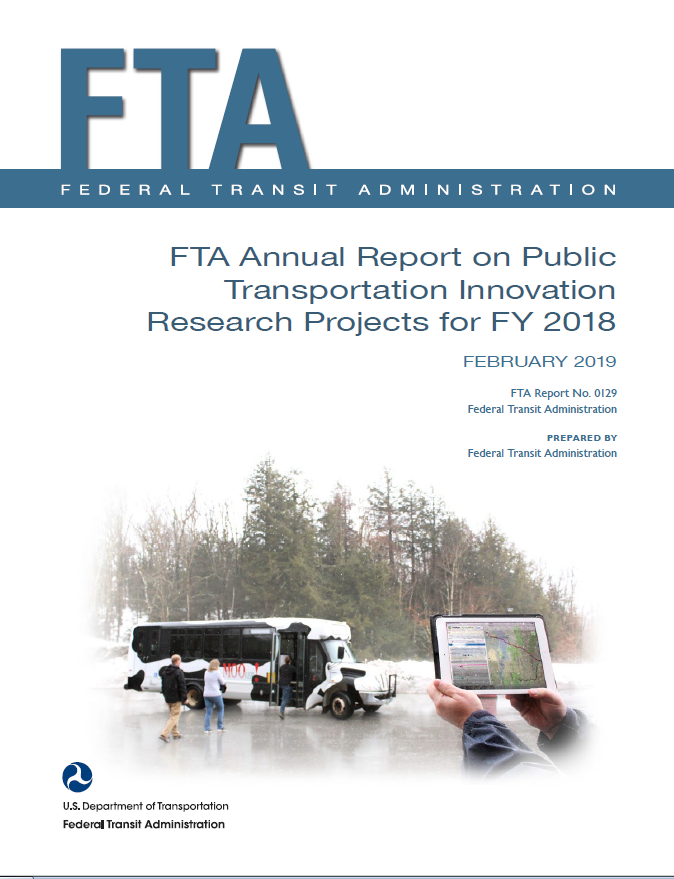 FTA
FEDERAL TRANSIT ADMINISTRATION
FTA Annual Report on Public
Transportation Innovation
Research Projects for FY 2018
FEBRUARY 2019
FTA Report No. 0129
Federal Transit Administration
PREPARED BY
Federal Transit Administration
MOO !
U.S. Department of Transportation
Federal Transit Administration